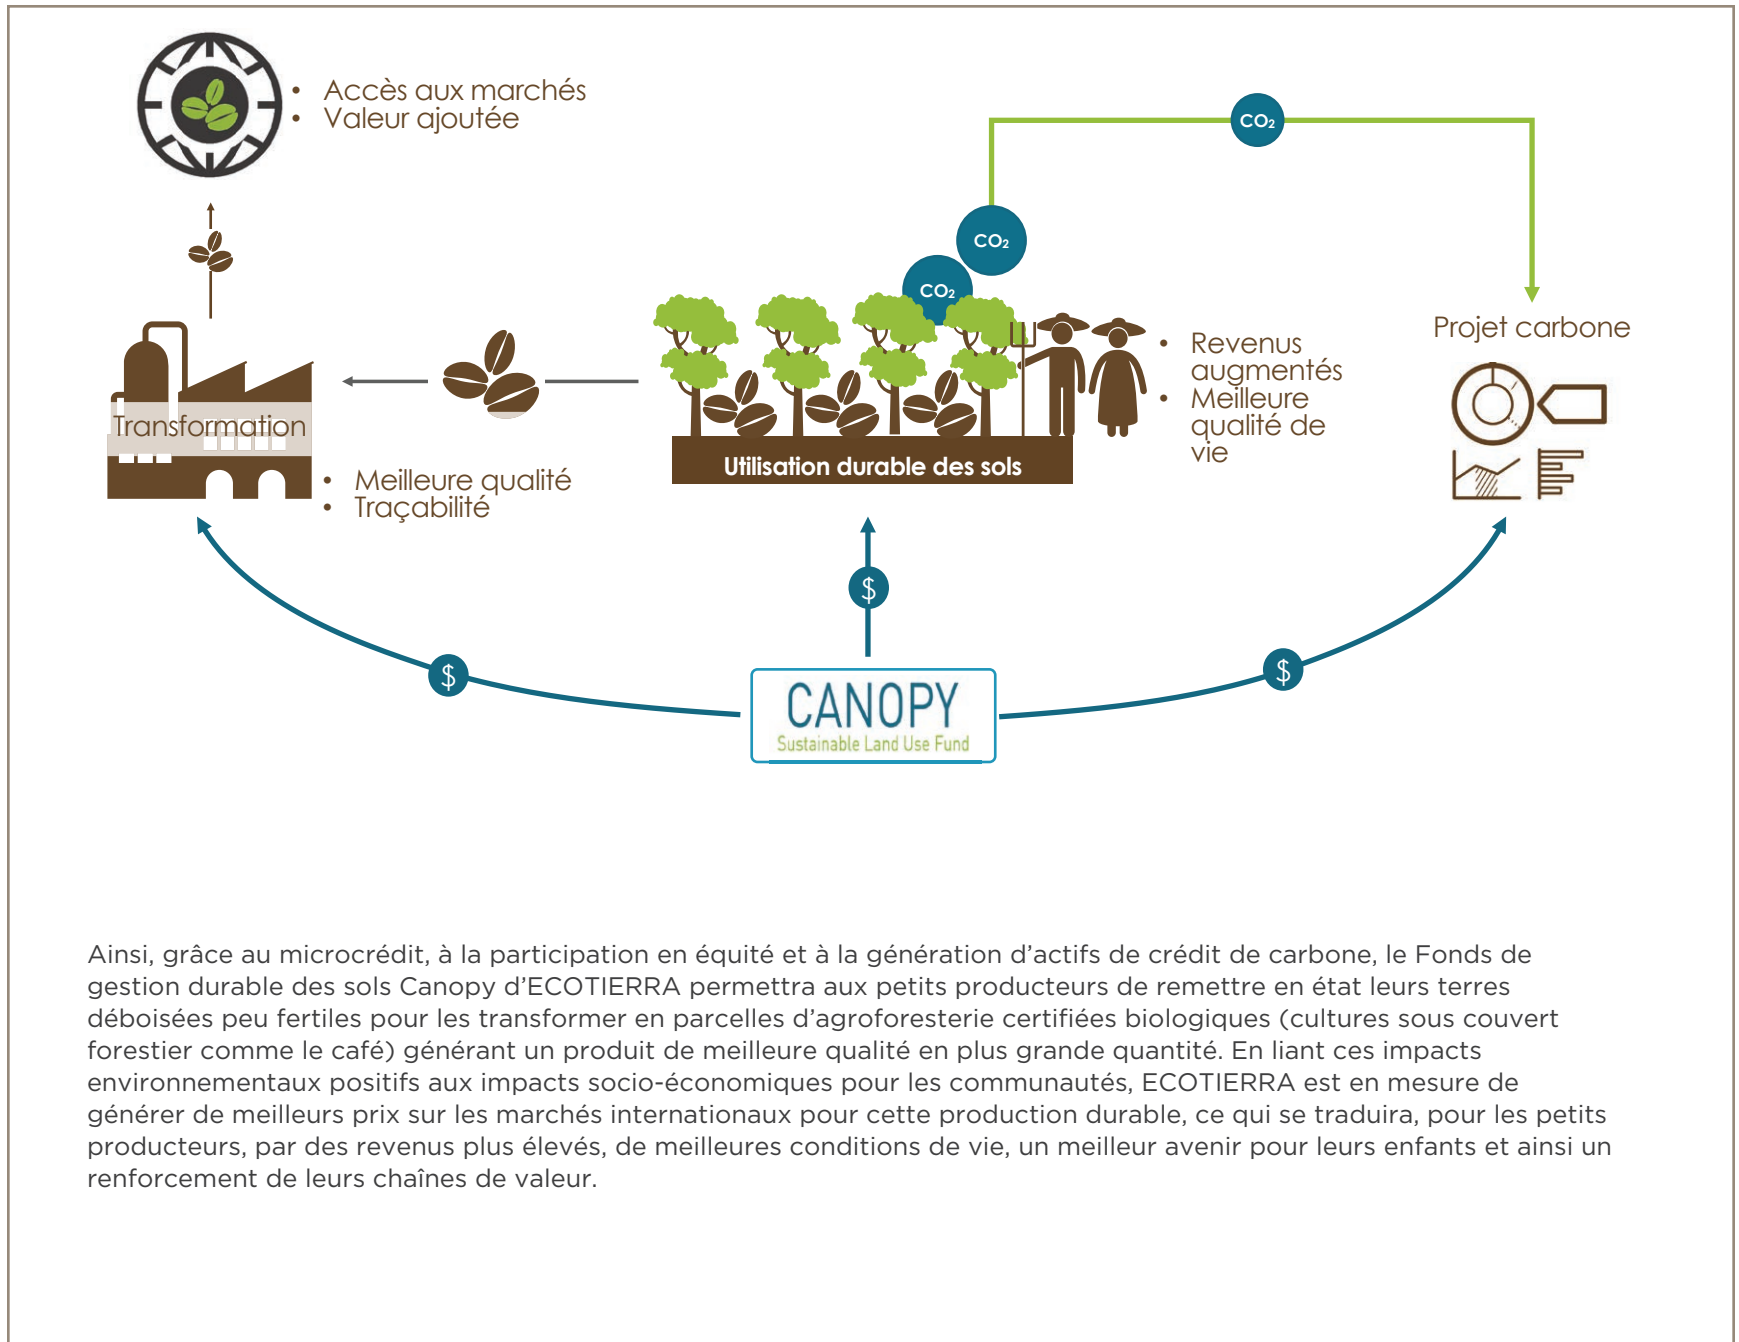 • Accès aux marchés
• Valeur ajoutée
CO₂
CO₂
CO₂
Projet carbone
• Revenus
augmentés
• Meilleure
qualité de
vie
Transformation
Utilisation durable des sols
• Meilleure qualité
• Traçabilité
$
$
$
CANOPY
Sustainable Land Use Fund
Ainsi, grâce au microcrédit, à la participation en équité et à la génération d’actifs de crédit de carbone, le Fonds de
gestion durable des sols Canopy d’ECOTIERRA permettra aux petits producteurs de remettre en état leurs terres
déboisées peu fertiles pour les transformer en parcelles d’agroforesterie certifiées biologiques (cultures sous couvert
forestier comme le café) générant un produit de meilleure qualité en plus grande quantité. En liant ces impacts
environnementaux positifs aux impacts socio-économiques pour les communautés, ECOTIERRA est en mesure de
générer de meilleurs prix sur les marchés internationaux pour cette production durable, ce qui se traduira, pour les petits
producteurs, par des revenus plus élevés, de meilleures conditions de vie, un meilleur avenir pour leurs enfants et ainsi un
renforcement de leurs chaînes de valeur.